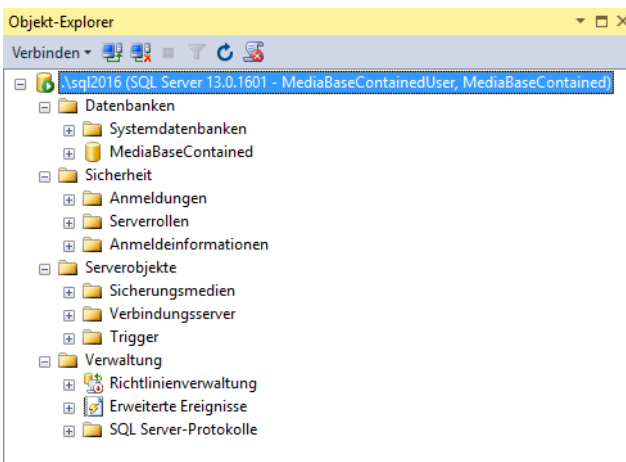 Objekt-Explorer
Verbinden
.\sql2016 (SQL Server 13.0.1601 - MediaBaseContainedUser, MediaBaseContained)
Datenbanken
Systemdatenbanken
MediaBaseContained
Sicherheit
Anmeldungen
Serverrollen
Anmeldeinformationen
Serverobjekte
Sicherungsmedien
Verbindungsserver
Trigger
Verwaltung
Richtlinienverwaltung
Erweiterte Ereignisse
SQL Server-Protokolle